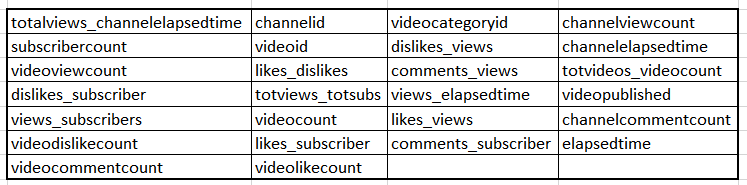 totalviews_channelelapsedtime channelid videocategoryid channelviewcount
subscribercount videoid dislikes_views channelelapsedtime
videoviewcount likes_dislikes comments_views totvideos_videocount
dislikes_subscriber totviews_totsubs views_elapsedtime videopublished
views_subscribers videocount likes_views channelcommentcount
videodislikecount likes_subscriber comments_subscriber elapsedtime
videocommentcount videolikecount